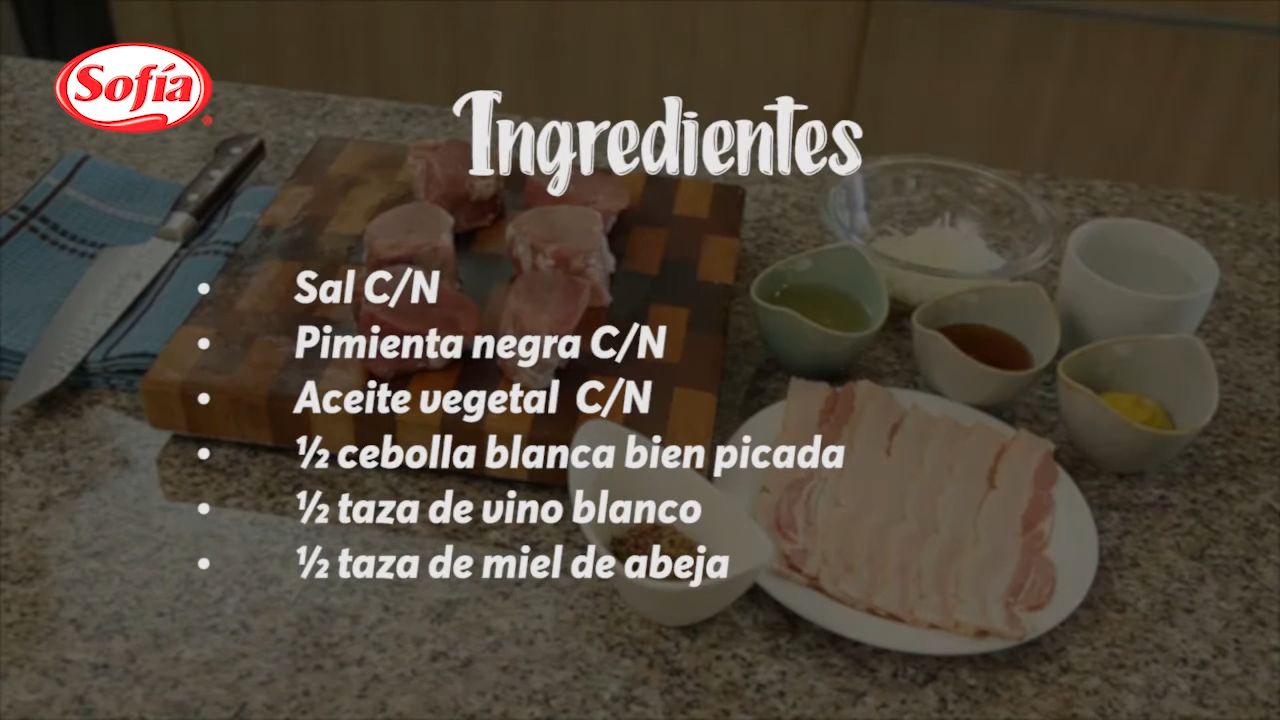 Sofía
Ingredientes
• Sal C/N
• Pimienta negra C/N
• Aceite vegetal C/N
• ½ cebolla blanca bien picada
• ½ taza de vino blanco
• ½ taza de miel de abeja